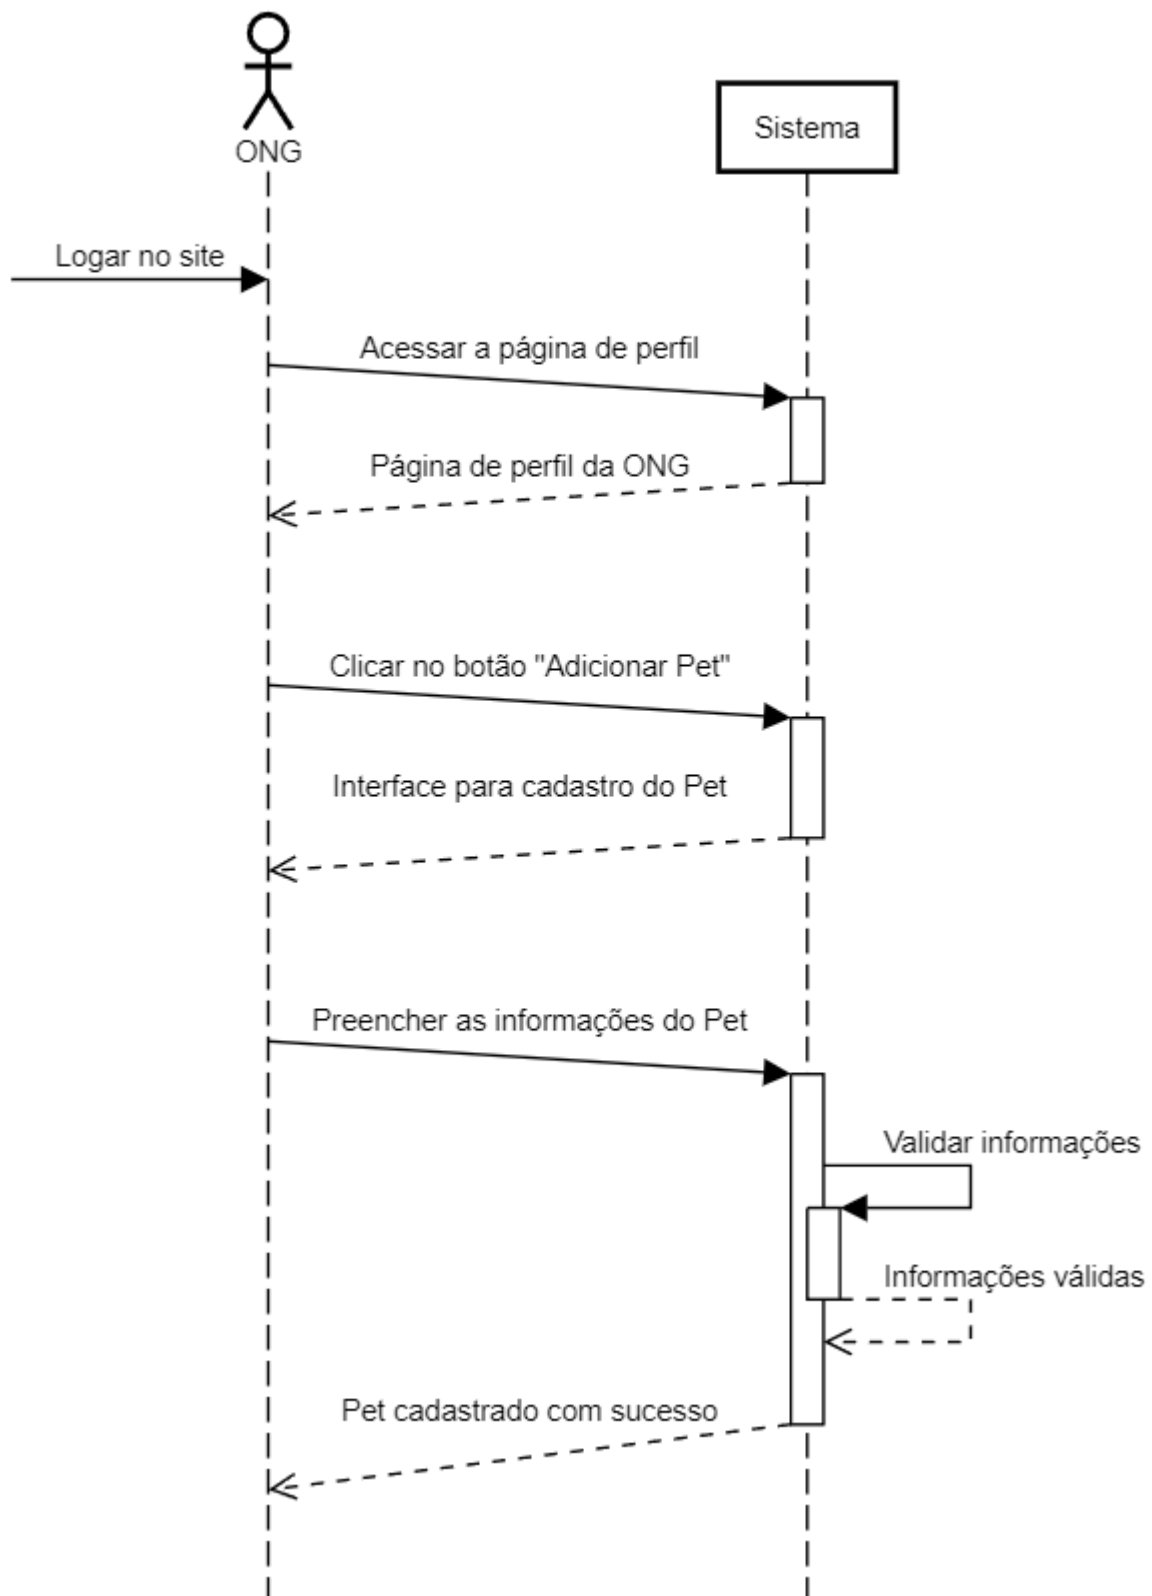 ONG
Sistema
Logar no site
Acessar a página de perfil
Página de perfil da ONG
Clicar no botão "Adicionar Pet"
Interface para cadastro do Pet
Preencher as informações do Pet
Validar informações
Informações válidas
Pet cadastrado com sucesso